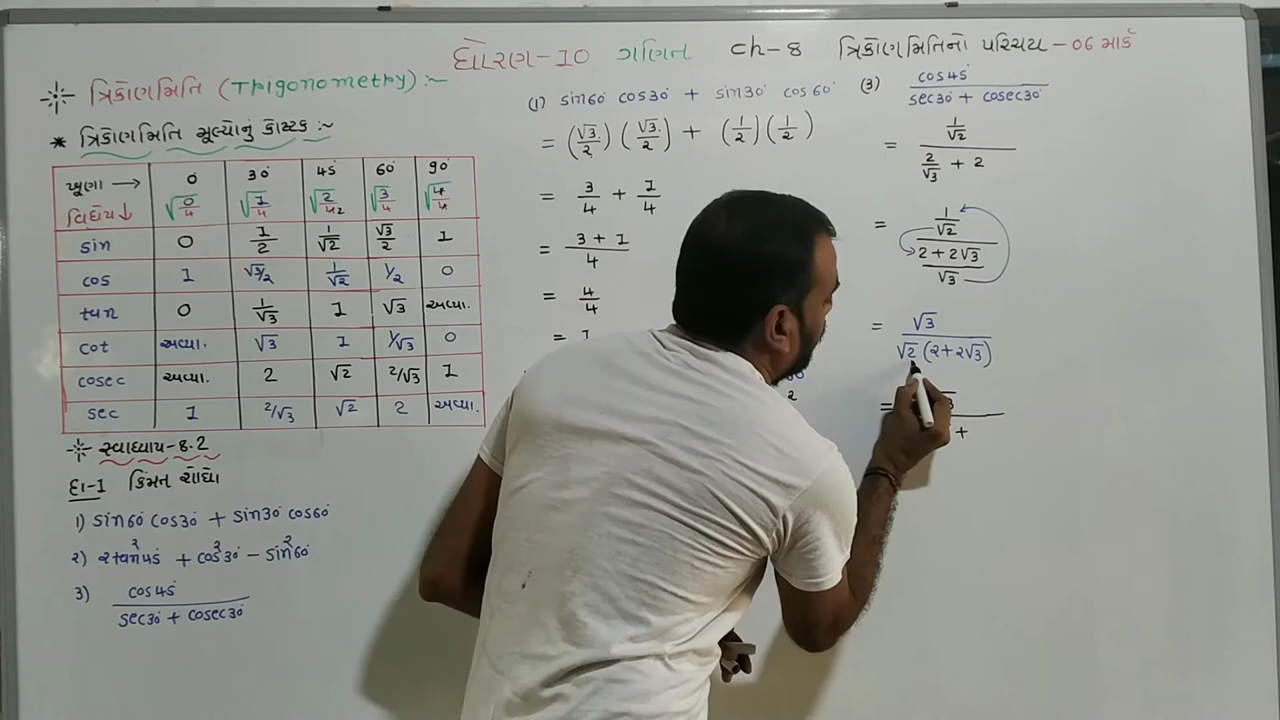 ધોરણ-10 ગણિત ch-8 ત્રિકોણમિતિનો પરિચય - 06 માર્ક
ત્રિકોણમિતિ (Trigonometry) :-
* ત્રિકોણમિતિ મૂલ્યોનું કોષ્ટક :-
ખૂણા → 0° 30° 45° 60° 90°
વિધેય ↓ √0/4 √1/4 √2/4₂ √3/4 √4/4
sin 0 1/2 1/√2 √3/2 1
cos 1 √3/2 1/√2 1/2 0
tan 0 1/√3 1 √3 અવ્યા.
cot અવ્યા. √3 1 1/√3 0
cosec અવ્યા. 2 √2 2/√3 1
sec 1 2/√3 √2 2 અવ્યા.
સ્વાધ્યાય-8.2
દા-1 કિંમત શોધો
1) sin60° cos30° + sin30° cos60°
2) 2tan²45° + cos²30° - sin²60°
3) cos45° / sec30° + cosec30°
(1) sin60° cos30° + sin30° cos60°
= (√3/2) (√3/2) + (1/2) (1/2)
= 3/4 + 1/4
= 3 + 1 / 4
= 4/4
= 1
(3) cos45° / sec30° + cosec30°
= 1/√2 / 2/√3 + 2
= 1/√2 / 2 + 2√3 / √3
= √3 / √2 (2+2√3)
=
+